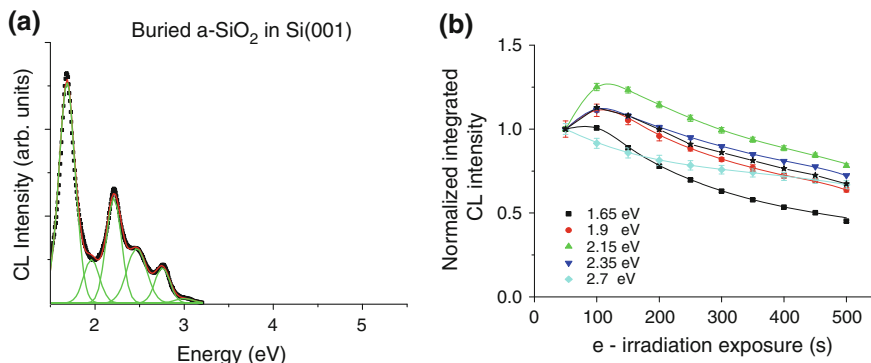 (a)
Buried a-SiO₂ in Si(001)
CL Intensity (arb. units)
2 3 4 5
Energy (eV)
(b)
1.5
1.0
0.5
0.0
Normalized integrated
CL intensity
1.65 eV
1.9 eV
2.15 eV
2.35 eV
2.7 eV
0 100 200 300 400 500
e - irradiation exposure (s)